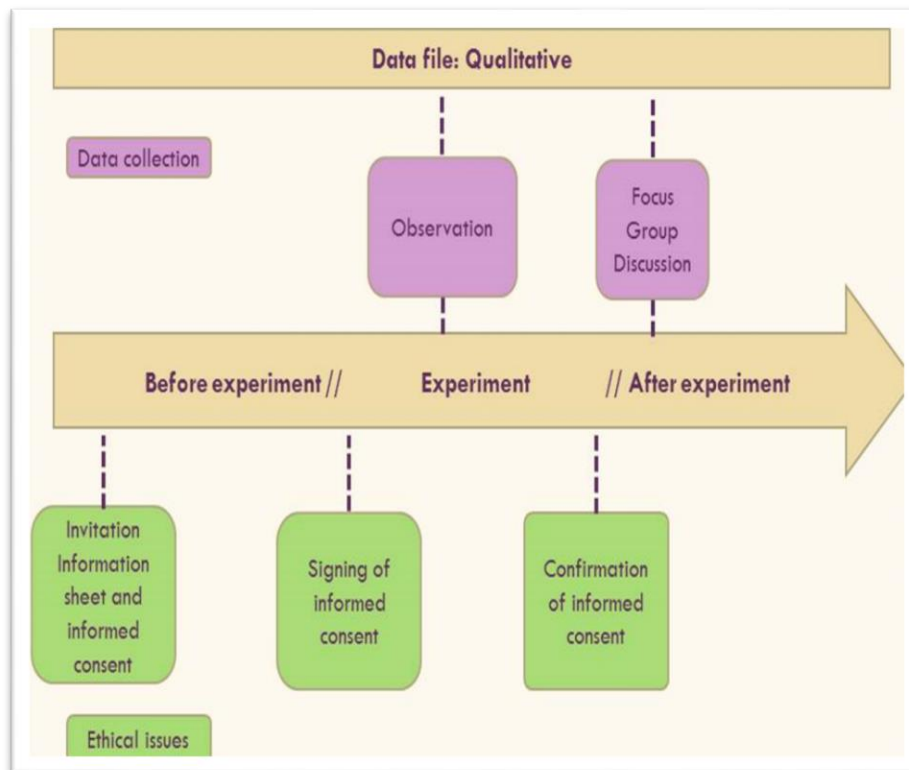 Data file: Qualitative
Data collection
Observation
Focus
Group
Discussion
Before experiment // Experiment // After experiment
Invitation
Information
sheet and
informed
consent
Signing of
informed
consent
Confirmation
of informed
consent
Ethical issues